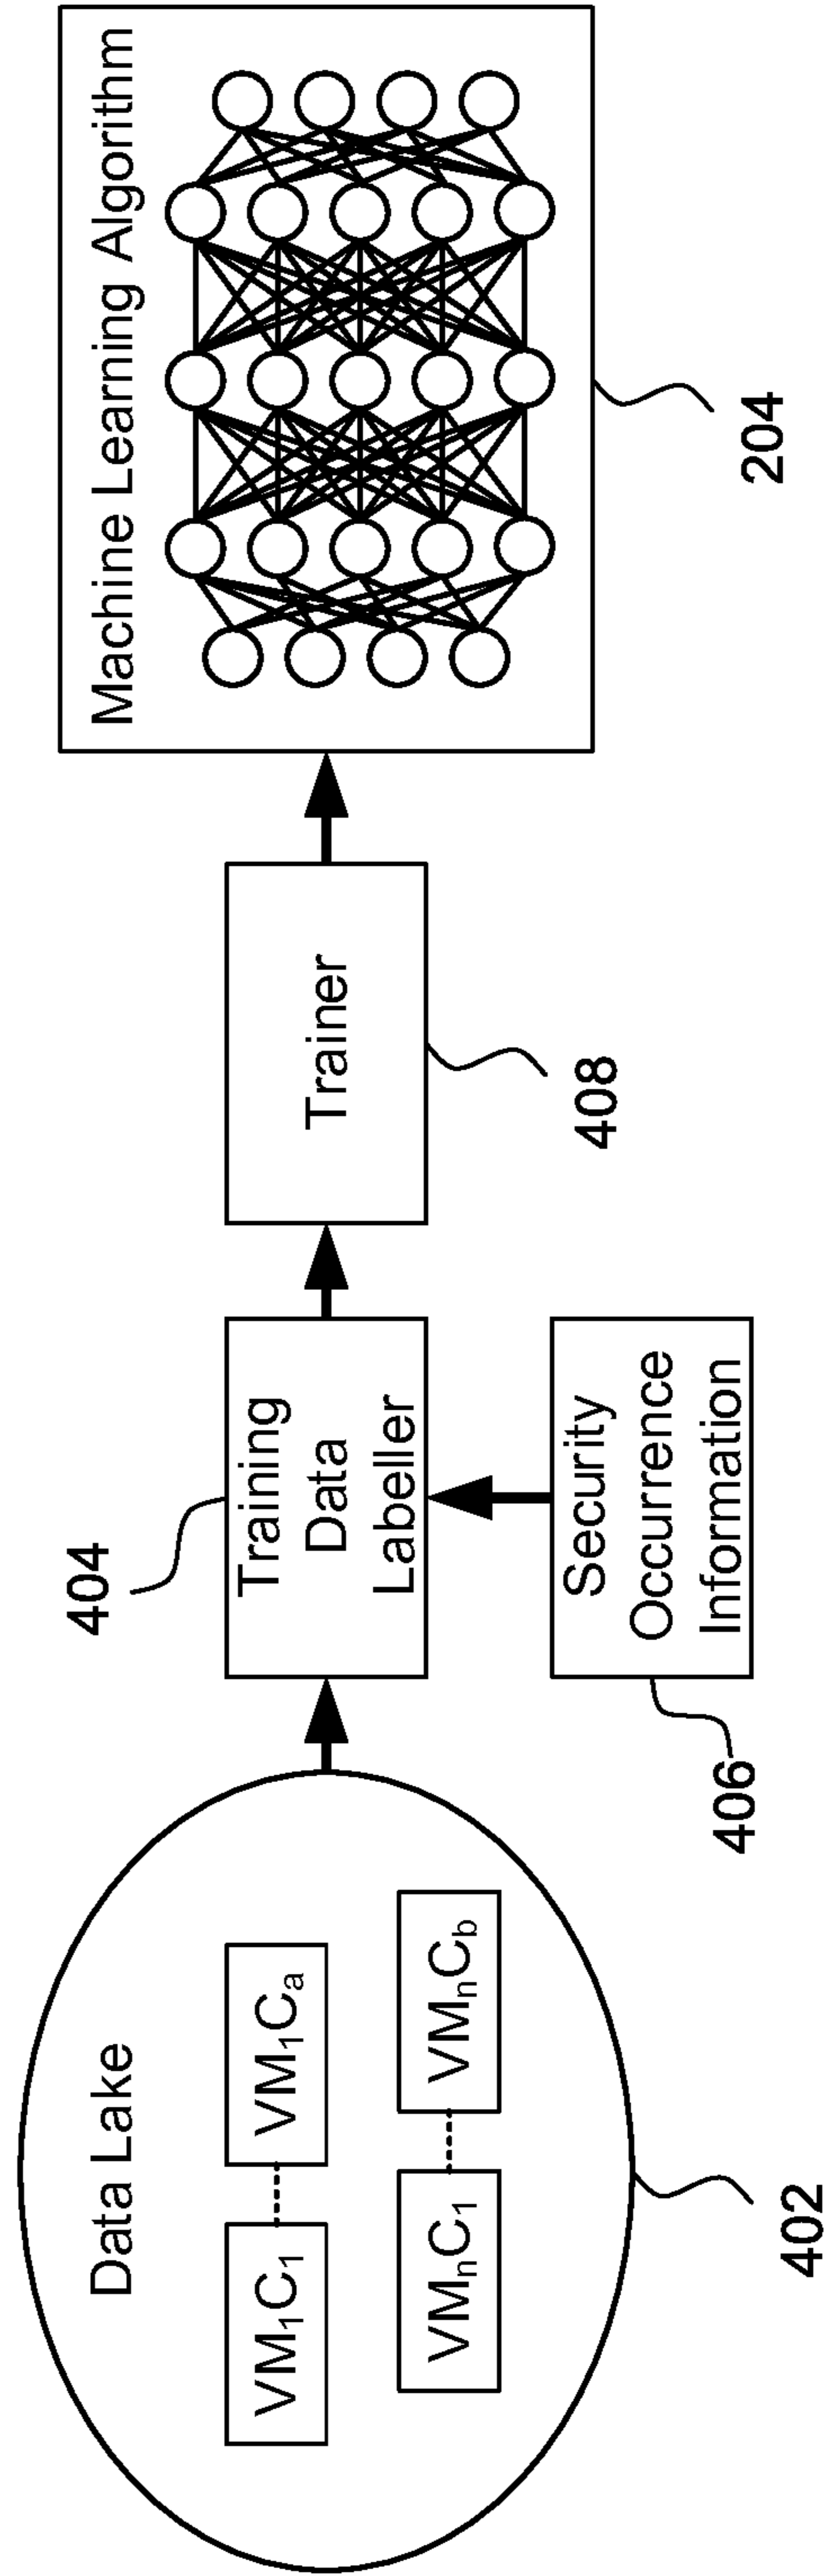 Data Lake
VM₁C₁
VM₁Cₐ
VMₙC₁
VMₙC_b
402
404
Training
Data
Labeller
Security
Occurrence
Information
406
Trainer
408
Machine Learning Algorithm
204